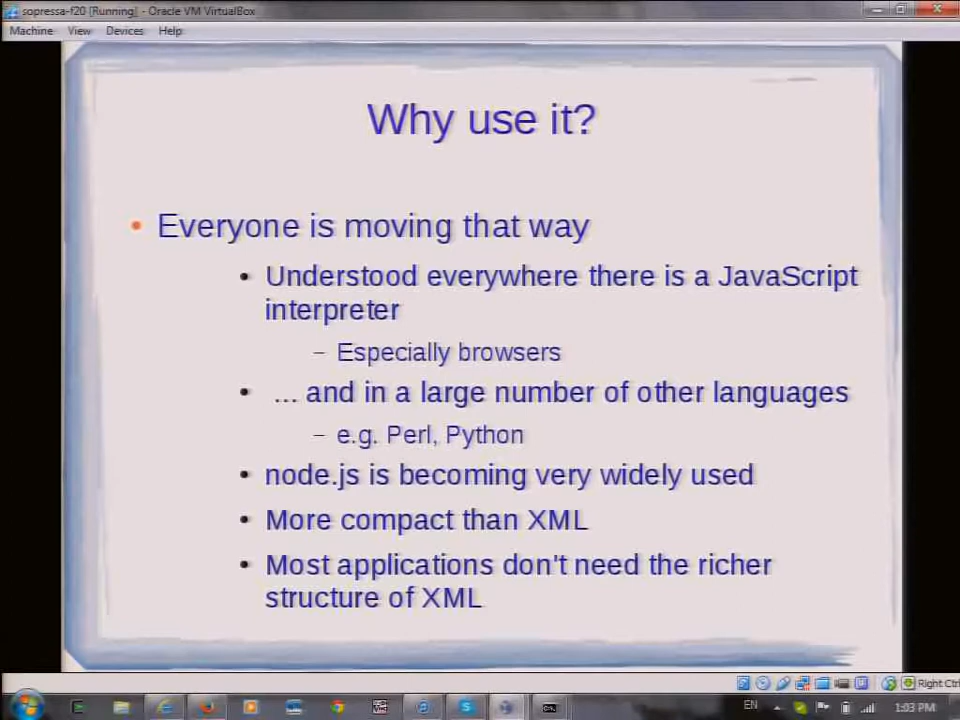 sopressa-f20 [Running] - Oracle VM VirtualBox
Machine View Devices Help
Why use it?
• Everyone is moving that way
• Understood everywhere there is a JavaScript
interpreter
– Especially browsers
• ... and in a large number of other languages
– e.g. Perl, Python
• node.js is becoming very widely used
• More compact than XML
• Most applications don't need the richer
structure of XML
Right Ctrl
EN
1:03 PM